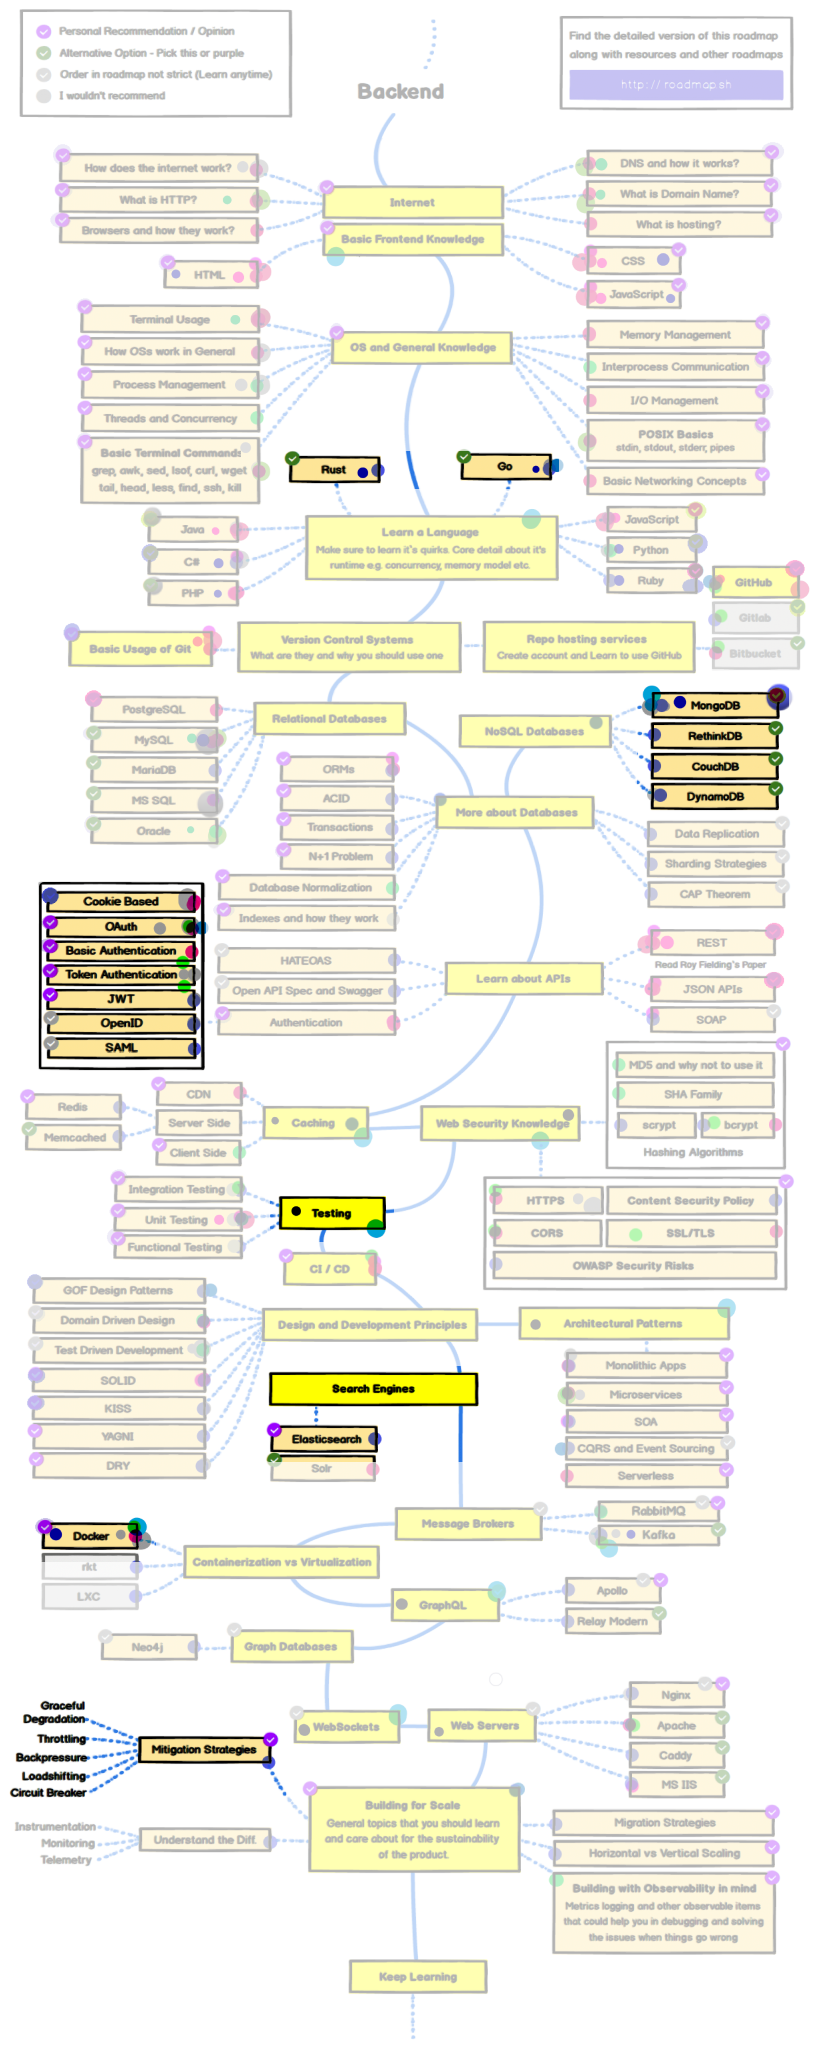 Personal Recommendation / Opinion
Alternative Option - Pick this or purple
Order in roadmap not strict (Learn anytime)
I wouldn't recommend
Find the detailed version of this roadmap
along with resources and other roadmaps
http://roadmap.sh
Backend
How does the internet work?
What is HTTP?
Browsers and how they work?
Internet
DNS and how it works?
What is Domain Name?
What is hosting?
Basic Frontend Knowledge
HTML
CSS
JavaScript
Terminal Usage
How OSs work in General
Process Management
Threads and Concurrency
Basic Terminal Commands
grep, awk, sed, lsof, curl, wget
tail, head, less, find, ssh, kill
OS and General Knowledge
Memory Management
Interprocess Communication
I/O Management
POSIX Basics
stdin, stdout, stderr, pipes
Basic Networking Concepts
Rust
Go
Java
C#
PHP
Learn a Language
Make sure to learn it's quirks. Core detail about it's
runtime e.g. concurrency, memory model etc.
JavaScript
Python
Ruby
GitHub
Gitlab
Bitbucket
Basic Usage of Git
Version Control Systems
What are they and why you should use one
Repo hosting services
Create account and Learn to use GitHub
PostgreSQL
MySQL
MariaDB
MS SQL
Oracle
Relational Databases
NoSQL Databases
MongoDB
RethinkDB
CouchDB
DynamoDB
ORMs
ACID
Transactions
N+1 Problem
Database Normalization
Indexes and how they work
More about Databases
Data Replication
Sharding Strategies
CAP Theorem
Cookie Based
OAuth
Basic Authentication
Token Authentication
JWT
OpenID
SAML
HATEOAS
Open API Spec and Swagger
Authentication
Learn about APIs
REST
Read Roy Fielding's Paper
JSON APIs
SOAP
MD5 and why not to use it
SHA Family
scrypt
bcrypt
Hashing Algorithms
Redis
Memcached
CDN
Server Side
Client Side
Caching
Web Security Knowledge
Integration Testing
Unit Testing
Functional Testing
Testing
CI / CD
HTTPS
Content Security Policy
CORS
SSL/TLS
OWASP Security Risks
GOF Design Patterns
Domain Driven Design
Test Driven Development
SOLID
KISS
YAGNI
DRY
Design and Development Principles
Architectural Patterns
Monolithic Apps
Microservices
SOA
CQRS and Event Sourcing
Serverless
Search Engines
Elasticsearch
Solr
Message Brokers
RabbitMQ
Kafka
Docker
rkt
LXC
Containerization vs Virtualization
GraphQL
Apollo
Relay Modern
Neo4j
Graph Databases
WebSockets
Web Servers
Nginx
Apache
Caddy
MS IIS
Graceful
Degradation
Throttling
Backpressure
Loadshifting
Circuit Breaker
Mitigation Strategies
Instrumentation
Monitoring
Telemetry
Understand the Diff.
Building for Scale
General topics that you should learn
and care about for the sustainability
of the product.
Migration Strategies
Horizontal vs Vertical Scaling
Building with Observability in mind
Metrics logging and other observable items
that could help you in debugging and solving
the issues when things go wrong
Keep Learning